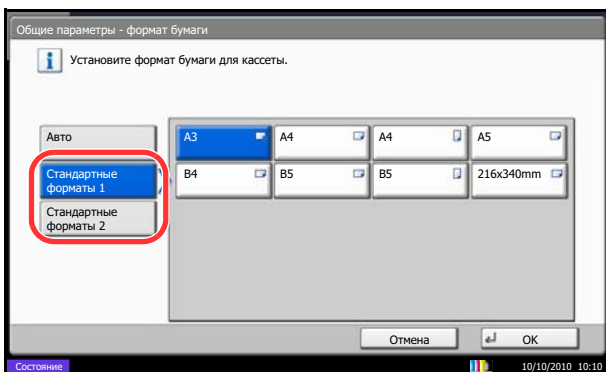 Общие параметры - формат бумаги
Установите формат бумаги для кассеты.
Авто
A3 A4 A4 A5
Стандартные форматы 1
B4 B5 B5 216x340mm
Стандартные форматы 2
Отмена OK
Состояние 10/10/2010 10:10